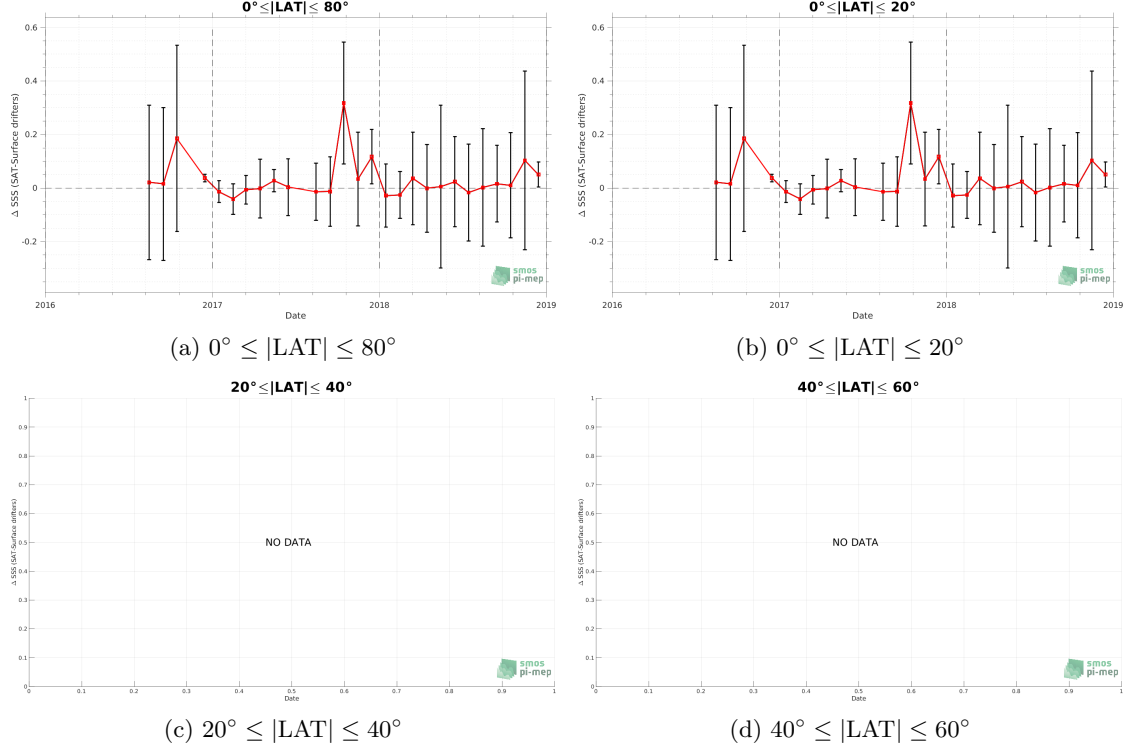 0°≤|LAT|≤ 80°
Δ SSS (SAT-Surface drifters)
0.6
0.4
0.2
0
-0.2
2016
2017
2018
2019
Date
smos
pi-mep
(a) 0° ≤ |LAT| ≤ 80°
0°≤|LAT|≤ 20°
Δ SSS (SAT-Surface drifters)
0.6
0.4
0.2
0
-0.2
2016
2017
2018
2019
Date
smos
pi-mep
(b) 0° ≤ |LAT| ≤ 20°
20°≤|LAT|≤ 40°
Δ SSS (SAT-Surface drifters)
1
0.9
0.8
0.7
0.6
0.5
0.4
0.3
0.2
0.1
0
NO DATA
0 0.1 0.2 0.3 0.4 0.5 0.6 0.7 0.8 0.9 1
Date
smos
pi-mep
(c) 20° ≤ |LAT| ≤ 40°
40°≤|LAT|≤ 60°
Δ SSS (SAT-Surface drifters)
1
0.9
0.8
0.7
0.6
0.5
0.4
0.3
0.2
0.1
0
NO DATA
0 0.1 0.2 0.3 0.4 0.5 0.6 0.7 0.8 0.9 1
Date
smos
pi-mep
(d) 40° ≤ |LAT| ≤ 60°